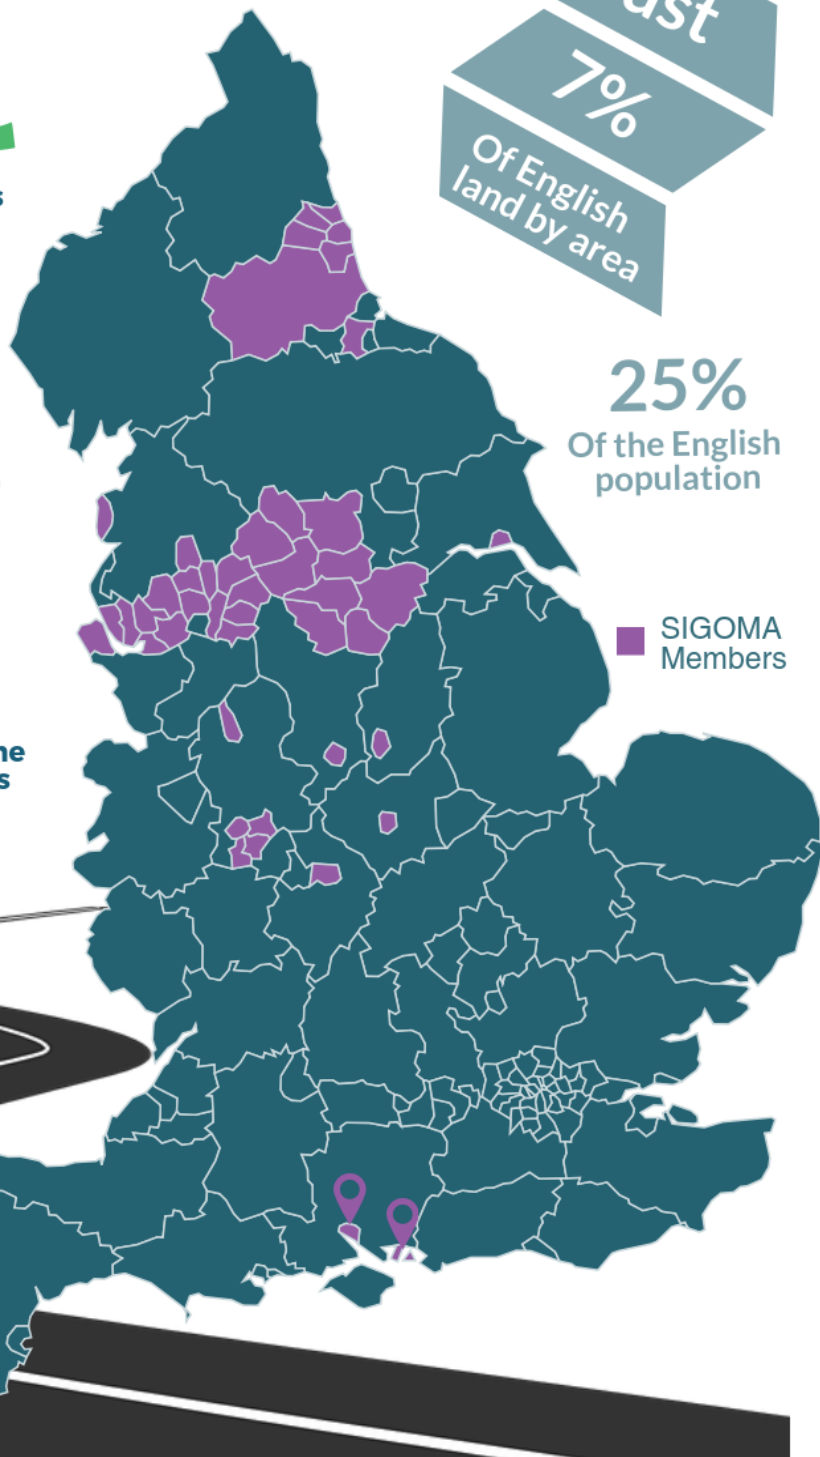 7%
Of English
land by area
25%
Of the English
population
SIGOMA
Members